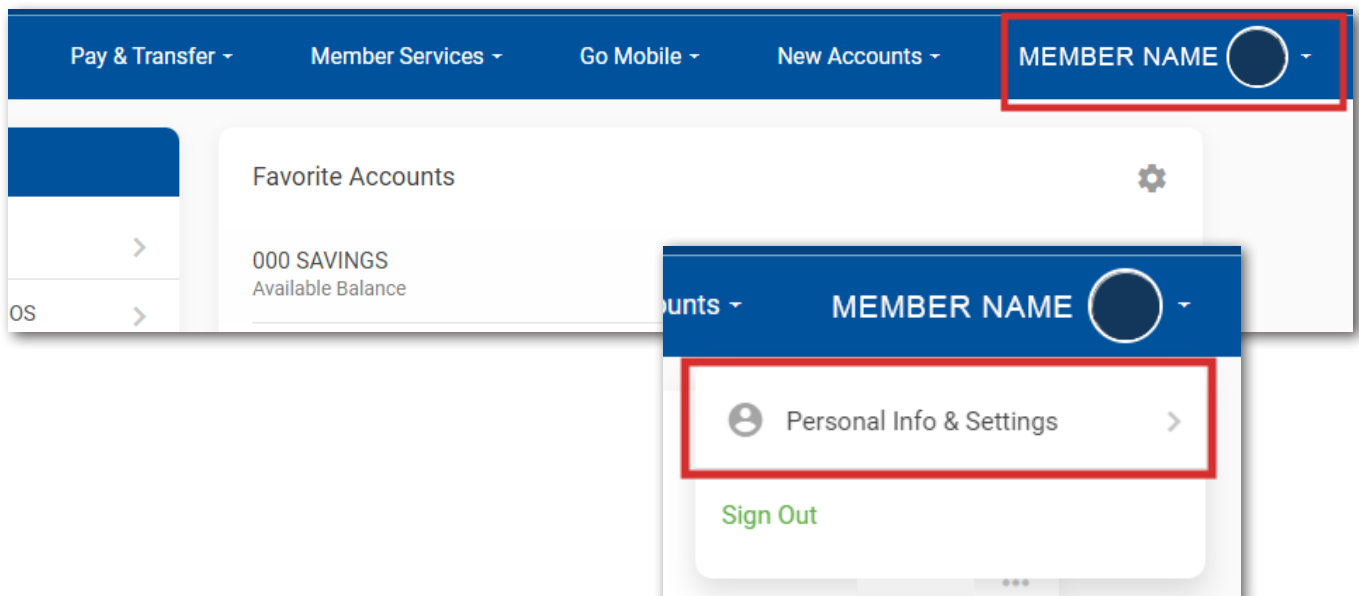 Pay & Transfer Member Services Go Mobile New Accounts MEMBER NAME
Favorite Accounts
000 SAVINGS
Available Balance
OS
unts MEMBER NAME
Personal Info & Settings
Sign Out